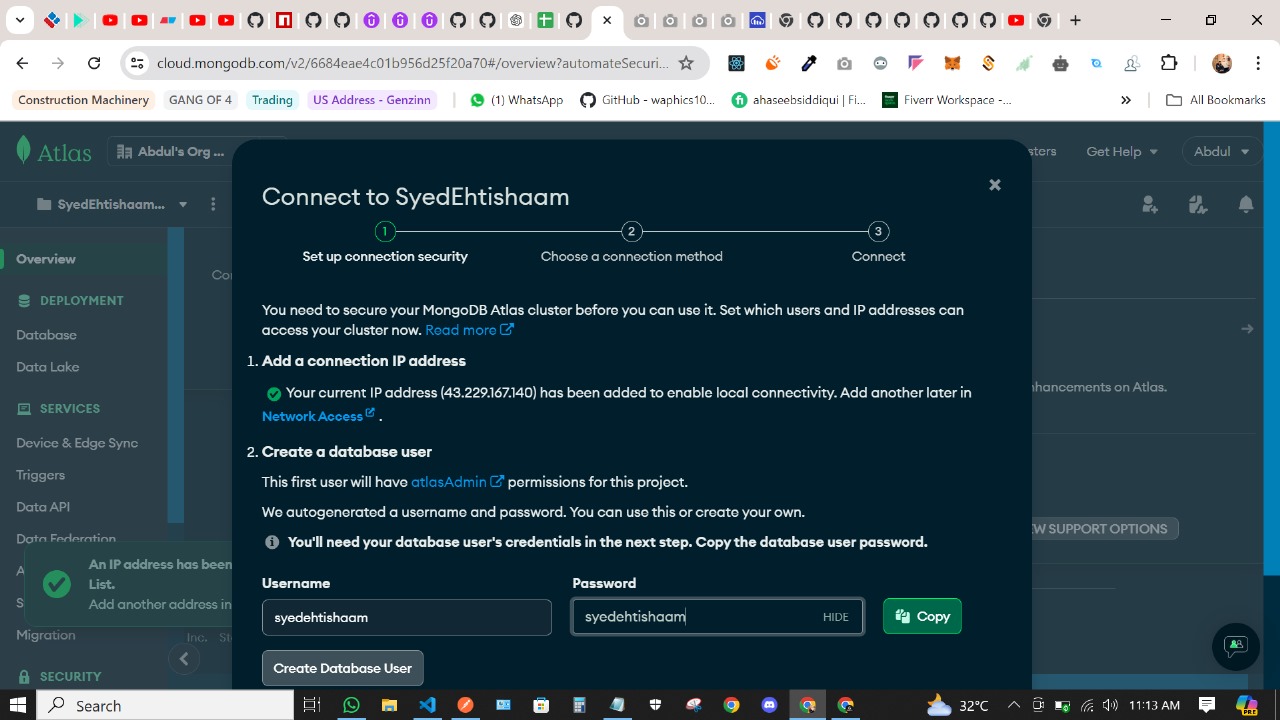 cloud.mongodb.com/v2/6684eae4c01b956d25f20a70#/overview?automateSecuri...
Construction Machinery
GANG OF 4
Trading
US Address - Genzinn
(1) WhatsApp
GitHub - waphics10...
ahaseebsiddiqui | Fi...
Fiverr Workspace -...
All Bookmarks
Atlas
Abdul's Org ...
sters
Get Help
Abdul
SyedEhtishaam...
Overview
DEPLOYMENT
Database
Data Lake
SERVICES
Device & Edge Sync
Triggers
Data API
Data Federation
An IP address has been
List.
Add another address in
Migration
Inc.
SECURITY
Connect to SyedEhtishaam
1
2
3
Set up connection security
Choose a connection method
Connect
You need to secure your MongoDB Atlas cluster before you can use it. Set which users and IP addresses can
access your cluster now. Read more
1. Add a connection IP address
Your current IP address (43.229.167.140) has been added to enable local connectivity. Add another later in
Network Access .
2. Create a database user
This first user will have atlasAdmin permissions for this project.
We autogenerated a username and password. You can use this or create your own.
You'll need your database user's credentials in the next step. Copy the database user password.
Username
Password
syedehtishaam
syedehtishaam
HIDE
Copy
Create Database User
nhancements on Atlas.
EW SUPPORT OPTIONS
Search
32°C
11:13 AM